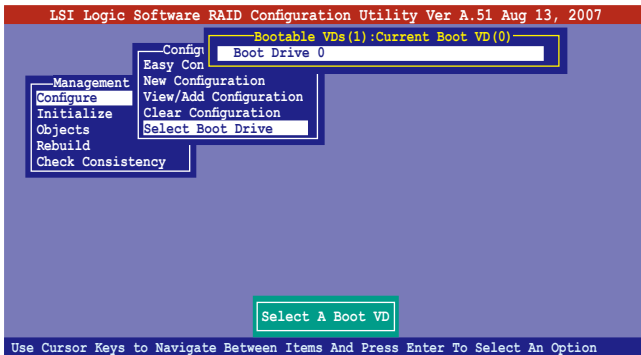 LSI Logic Software RAID Configuration Utility Ver A.51 Aug 13, 2007
Bootable VDs(1):Current Boot VD(0)
Boot Drive 0
Management
Configure
Initialize
Objects
Rebuild
Check Consistency
Easy Con
New Configuration
View/Add Configuration
Clear Configuration
Select Boot Drive
Select A Boot VD
Use Cursor Keys to Navigate Between Items And Press Enter To Select An Option